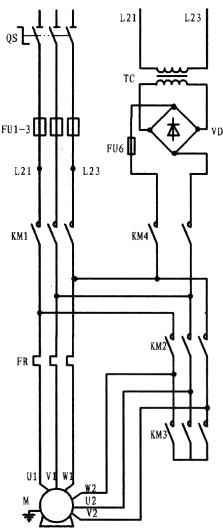 L21 L23
QS
TC
FU1-3
VD
FU6
L21 L23
KM1 KM4
KM2
FR
KM3
U1 V1 W1
W2
M U2
V2